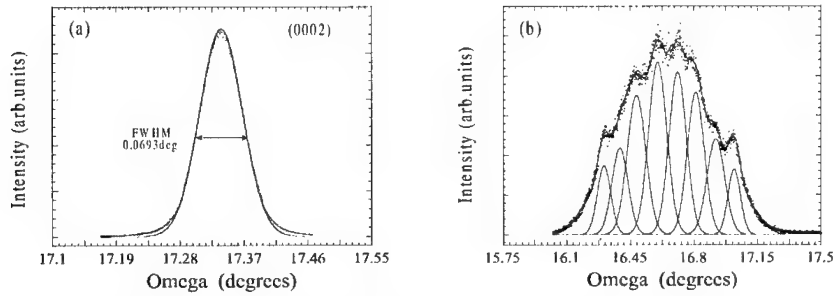 (a)
(0002)
FWHM
0.0693deg
Intensity (arb.units)
17.1 17.19 17.28 17.37 17.46 17.55
Omega (degrees)
(b)
Intensity (arb.units)
15.75 16.1 16.45 16.8 17.15 17.5
Omega (degrees)